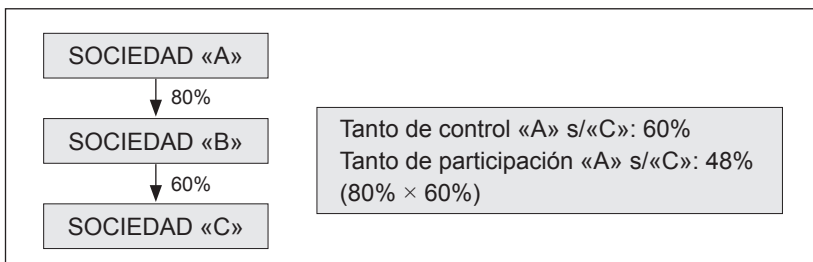 SOCIEDAD «A»
80%
SOCIEDAD «B»
60%
SOCIEDAD «C»
Tanto de control «A» s/«C»: 60%
Tanto de participación «A» s/«C»: 48%
(80% × 60%)